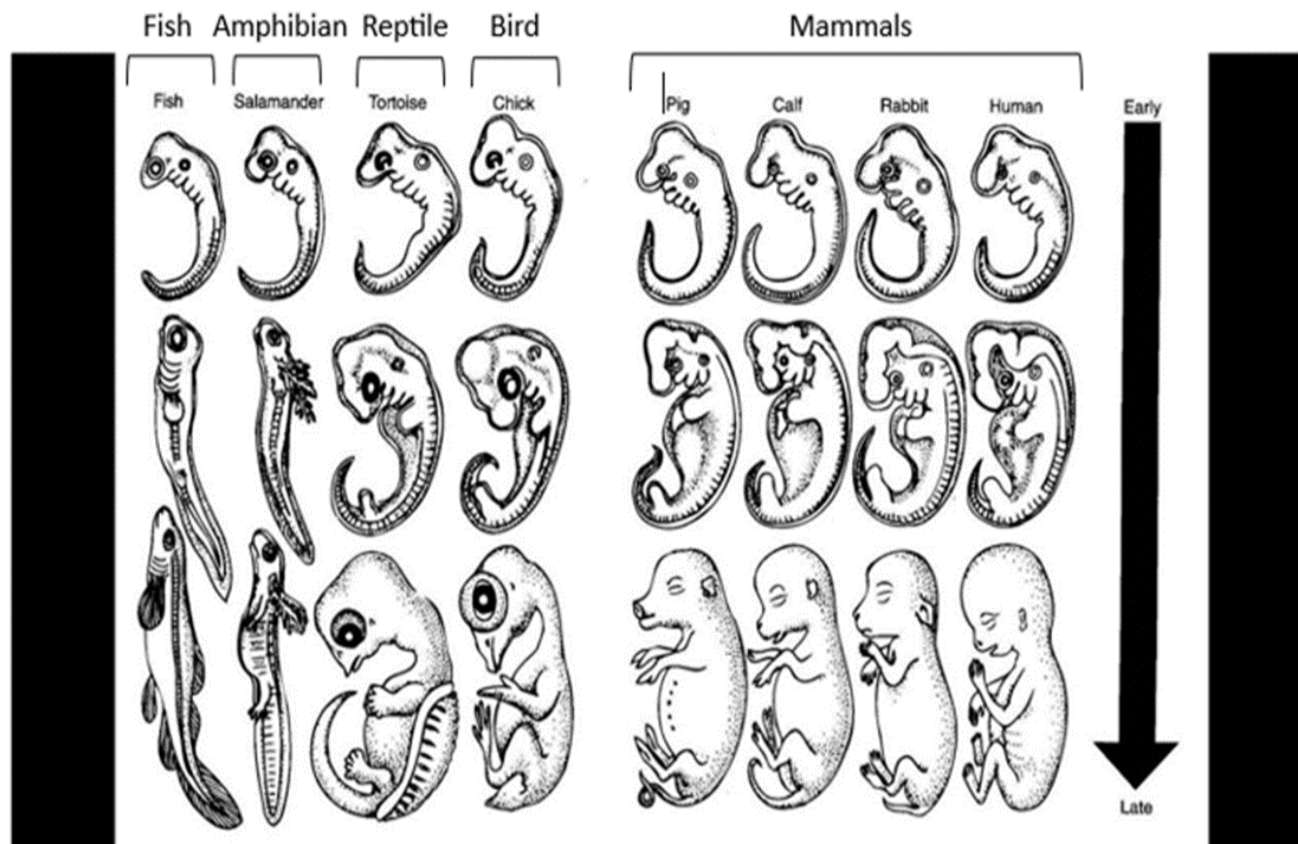 Fish Amphibian Reptile Bird Mammals
Fish Salamander Tortoise Chick Pig Calf Rabbit Human Early
Late